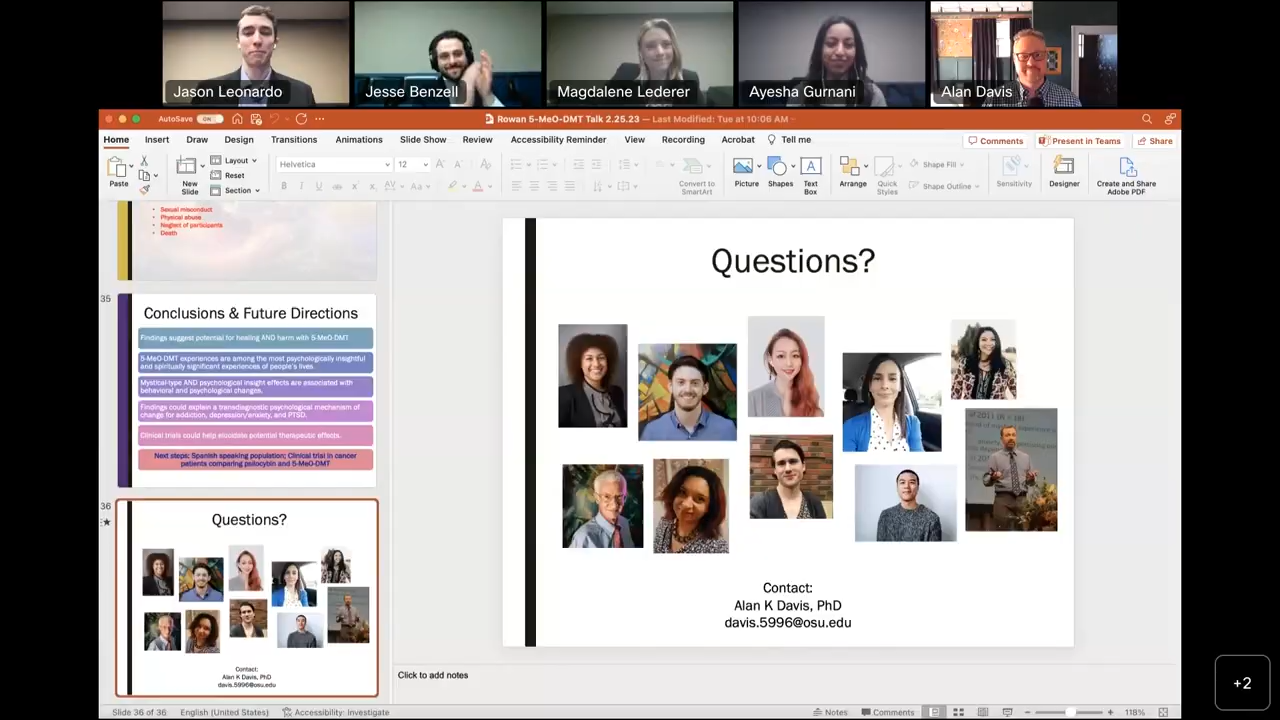 Jason Leonardo
Jesse Benzell
Magdalene Lederer
Ayesha Gurnani
Alan Davis
AutoSave ON
Rowan 5-MeO-DMT Talk 2.25.23 — Last Modified: Tue at 10:06 AM
Home Insert Draw Design Transitions Animations Slide Show Review Accessibility Reminder View Recording Acrobat Tell me
Comments Present in Teams Share
Paste
New Slide
Layout
Reset
Section
Helvetica 12
Convert to SmartArt
Picture
Shapes
Text Box
Arrange
Quick Styles
Shape Fill
Shape Outline
Sensitivity
Designer
Create and Share Adobe PDF
• Sexual misconduct
• Physical abuse
• Neglect of participants
• Death
35
Conclusions & Future Directions
Findings suggest potential for healing AND harm with 5-MeO-DMT
5-MeO-DMT experiences are among the most psychologically insightful
and spiritually significant experiences of people's lives.
Mystical-type AND psychological insight effects are associated with
behavioral and psychological changes.
Findings could explain a transdiagnostic psychological mechanism of
change for addiction, depression/anxiety, and PTSD.
Clinical trials could help elucidate potential therapeutic effects.
Next steps: Spanish speaking population; Clinical trial in cancer
patients comparing psilocybin and 5-MeO-DMT
36
Questions?
Contact:
Alan K Davis, PhD
davis.5996@osu.edu
Questions?
Contact:
Alan K Davis, PhD
davis.5996@osu.edu
Click to add notes
+2
Slide 36 of 36 English (United States) Accessibility: Investigate Notes Comments 118%